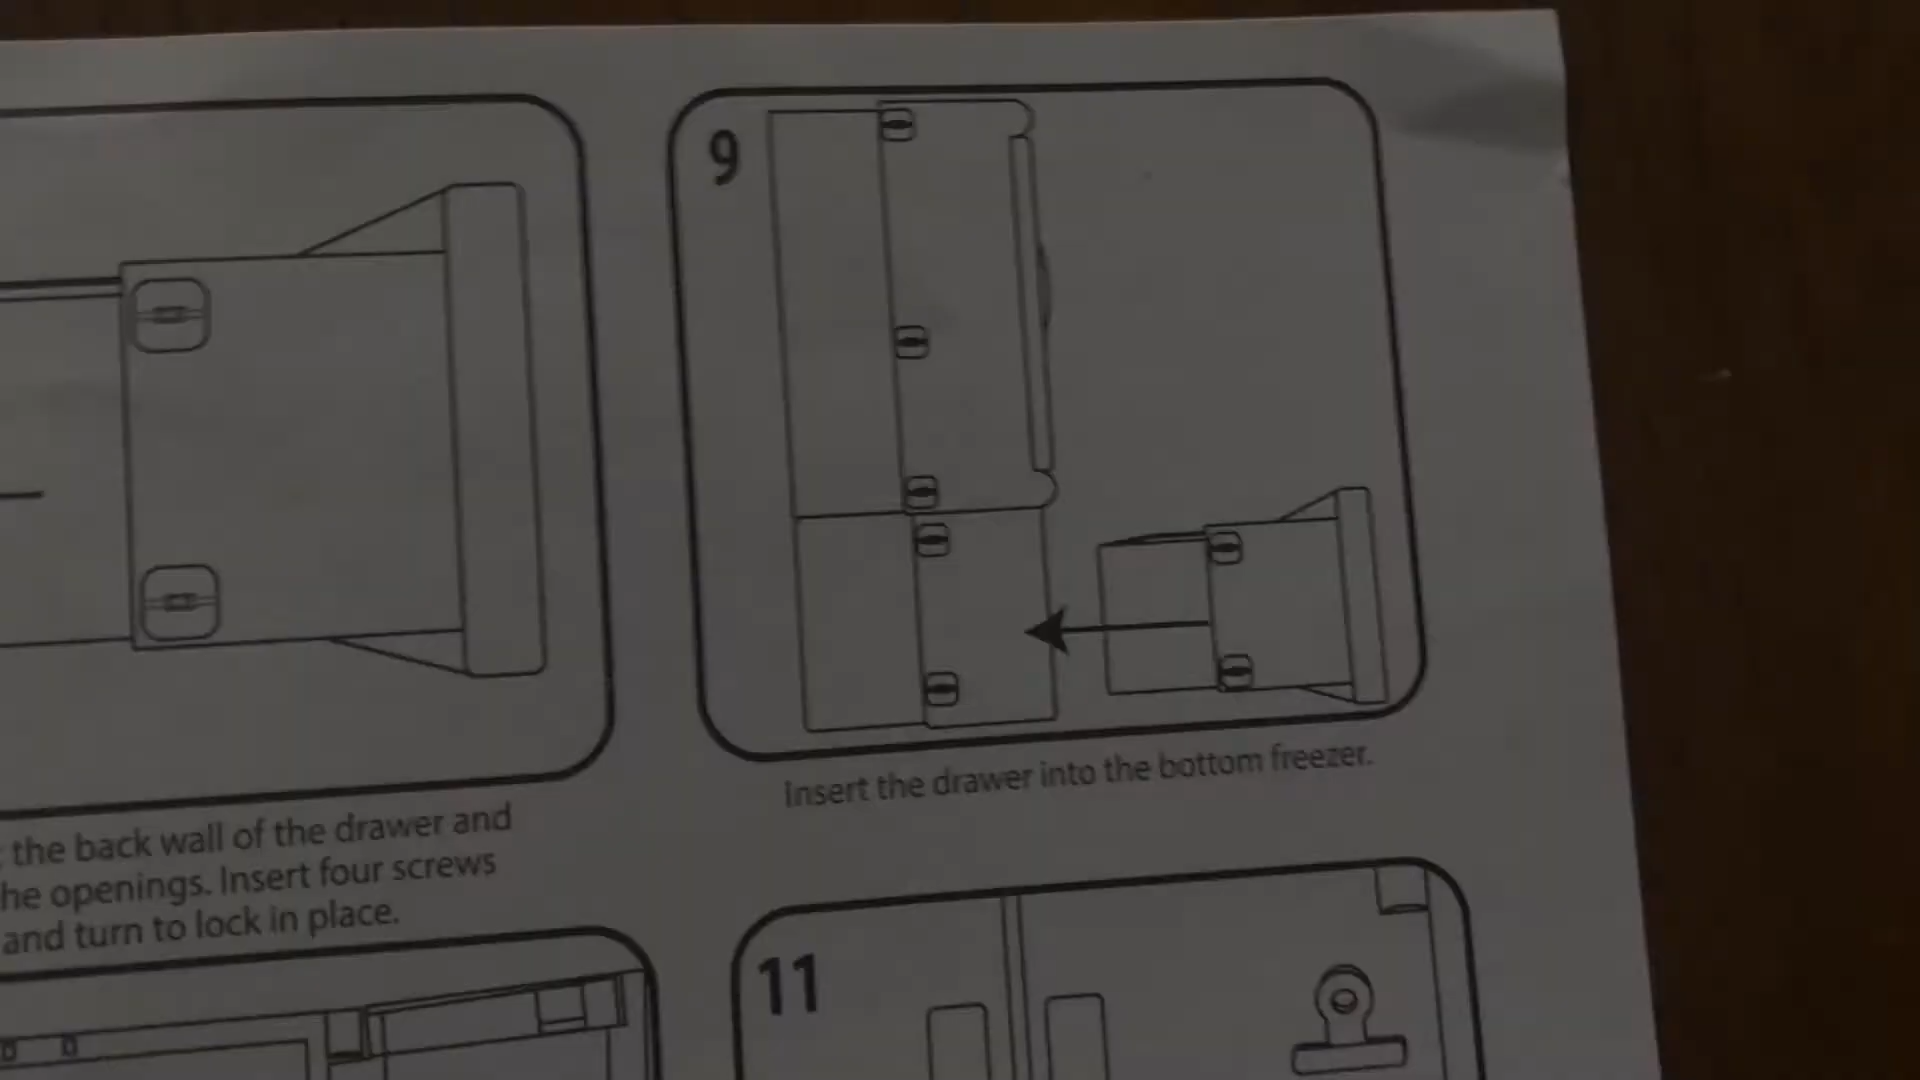 9
Insert the drawer into the bottom freezer.
the back wall of the drawer and
he openings. Insert four screws
and turn to lock in place.
11